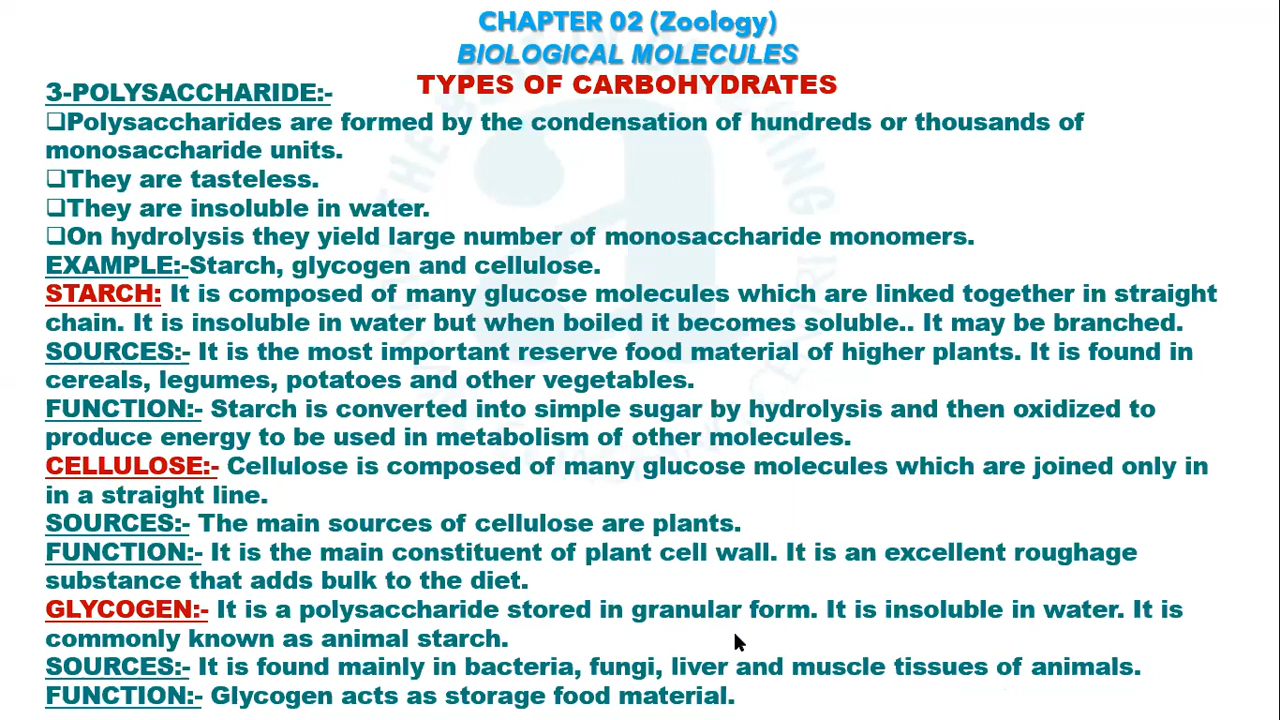 CHAPTER 02 (Zoology)
BIOLOGICAL MOLECULES
TYPES OF CARBOHYDRATES
3-POLYSACCHARIDE:-
❑Polysaccharides are formed by the condensation of hundreds or thousands of
monosaccharide units.
❑They are tasteless.
❑They are insoluble in water.
❑On hydrolysis they yield large number of monosaccharide monomers.
EXAMPLE:-Starch, glycogen and cellulose.
STARCH: It is composed of many glucose molecules which are linked together in straight
chain. It is insoluble in water but when boiled it becomes soluble.. It may be branched.
SOURCES:- It is the most important reserve food material of higher plants. It is found in
cereals, legumes, potatoes and other vegetables.
FUNCTION:- Starch is converted into simple sugar by hydrolysis and then oxidized to
produce energy to be used in metabolism of other molecules.
CELLULOSE:- Cellulose is composed of many glucose molecules which are joined only in
in a straight line.
SOURCES:- The main sources of cellulose are plants.
FUNCTION:- It is the main constituent of plant cell wall. It is an excellent roughage
substance that adds bulk to the diet.
GLYCOGEN:- It is a polysaccharide stored in granular form. It is insoluble in water. It is
commonly known as animal starch.
SOURCES:- It is found mainly in bacteria, fungi, liver and muscle tissues of animals.
FUNCTION:- Glycogen acts as storage food material.